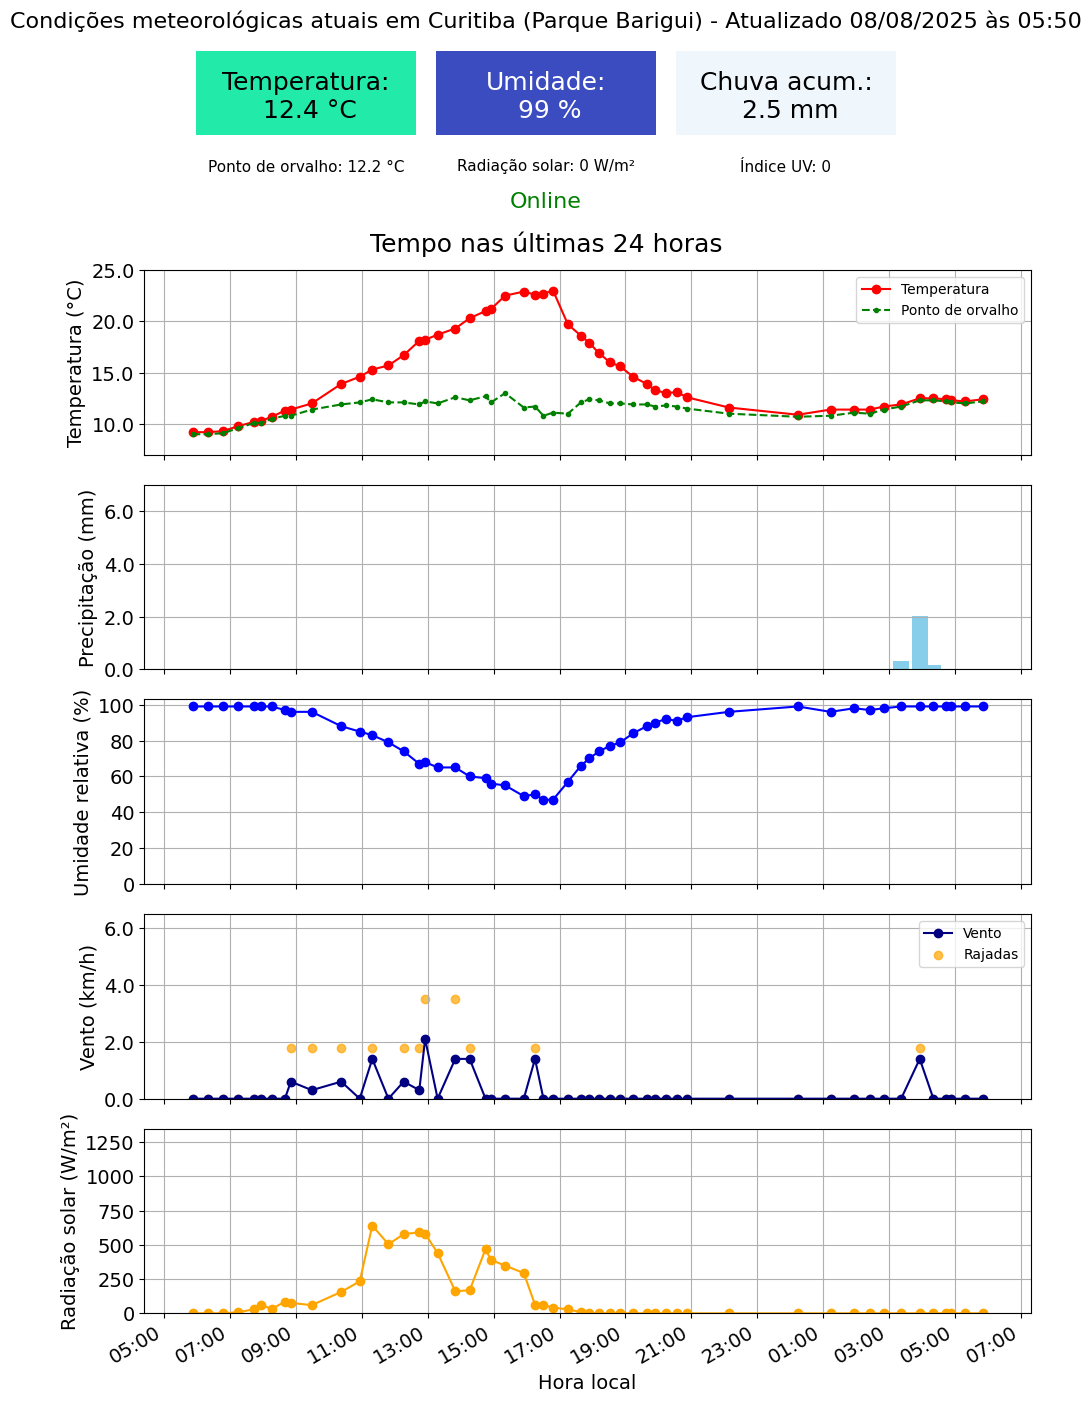 Condições meteorológicas atuais em Curitiba (Parque Barigui) - Atualizado 08/08/2025 às 05:50
Temperatura:
12.4 °C
Umidade:
99 %
Chuva acum.:
2.5 mm
Ponto de orvalho: 12.2 °C
Radiação solar: 0 W/m²
Índice UV: 0
Online
Tempo nas últimas 24 horas
Temperatura (°C)
25.0
20.0
15.0
10.0
Temperatura
Ponto de orvalho
Precipitação (mm)
6.0
4.0
2.0
0.0
Umidade relativa (%)
100
80
60
40
20
0
Vento (km/h)
6.0
4.0
2.0
0.0
Vento
Rajadas
Radiação solar (W/m²)
1250
1000
750
500
250
0
05:00
07:00
09:00
11:00
13:00
15:00
17:00
19:00
21:00
23:00
01:00
03:00
05:00
07:00
Hora local